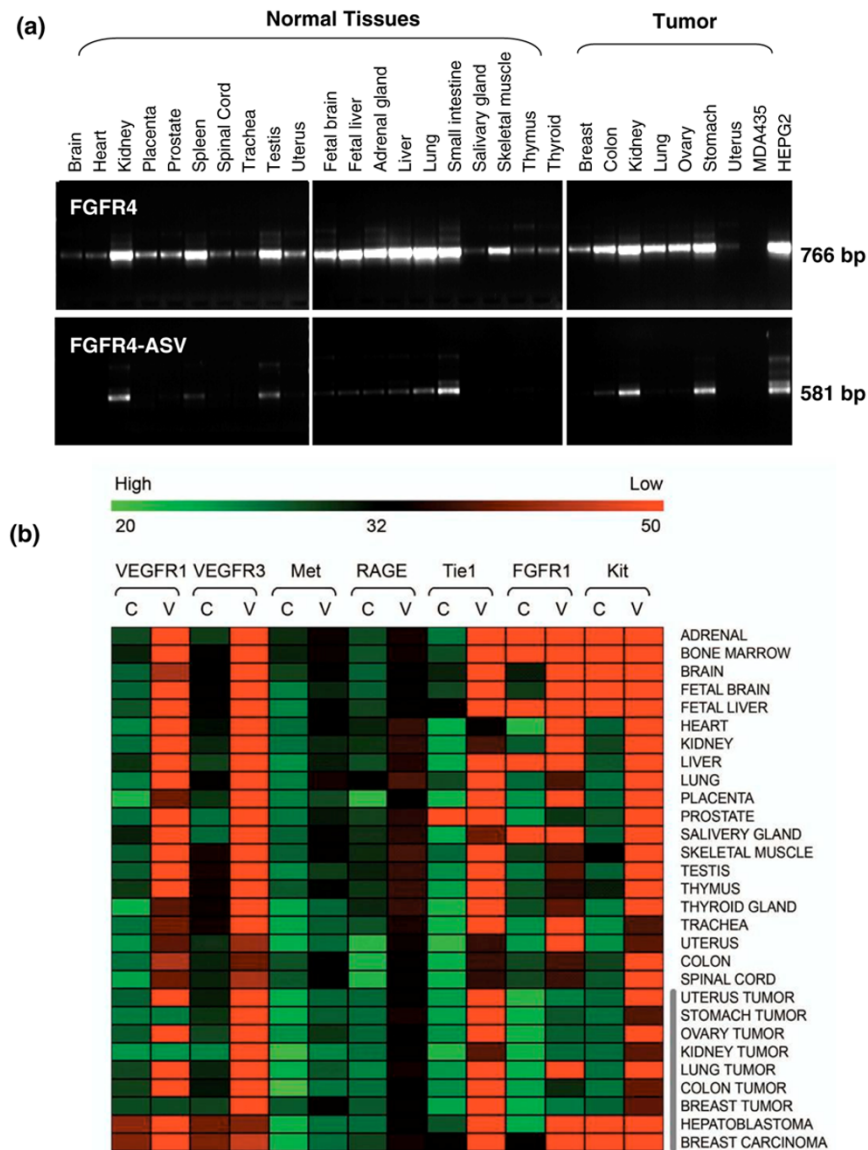 (a)
Normal Tissues
Tumor
Brain
Heart
Kidney
Placenta
Prostate
Spleen
Spinal Cord
Trachea
Testis
Uterus
Fetal brain
Fetal liver
Adrenal gland
Liver
Lung
Small intestine
Salivary gland
Skeletal muscle
Thymus
Thyroid
Breast
Colon
Kidney
Lung
Ovary
Stomach
Uterus
MDA435
HEPG2
FGFR4
766 bp
FGFR4-ASV
581 bp
(b)
High Low
20 32 50
VEGFR1 VEGFR3 Met RAGE Tie1 FGFR1 Kit
C V C V C V C V C V C V C V
ADRENAL
BONE MARROW
BRAIN
FETAL BRAIN
FETAL LIVER
HEART
KIDNEY
LIVER
LUNG
PLACENTA
PROSTATE
SALIVERY GLAND
SKELETAL MUSCLE
TESTIS
THYMUS
THYROID GLAND
TRACHEA
UTERUS
COLON
SPINAL CORD
UTERUS TUMOR
STOMACH TUMOR
OVARY TUMOR
KIDNEY TUMOR
LUNG TUMOR
COLON TUMOR
BREAST TUMOR
HEPATOBLASTOMA
BREAST CARCINOMA